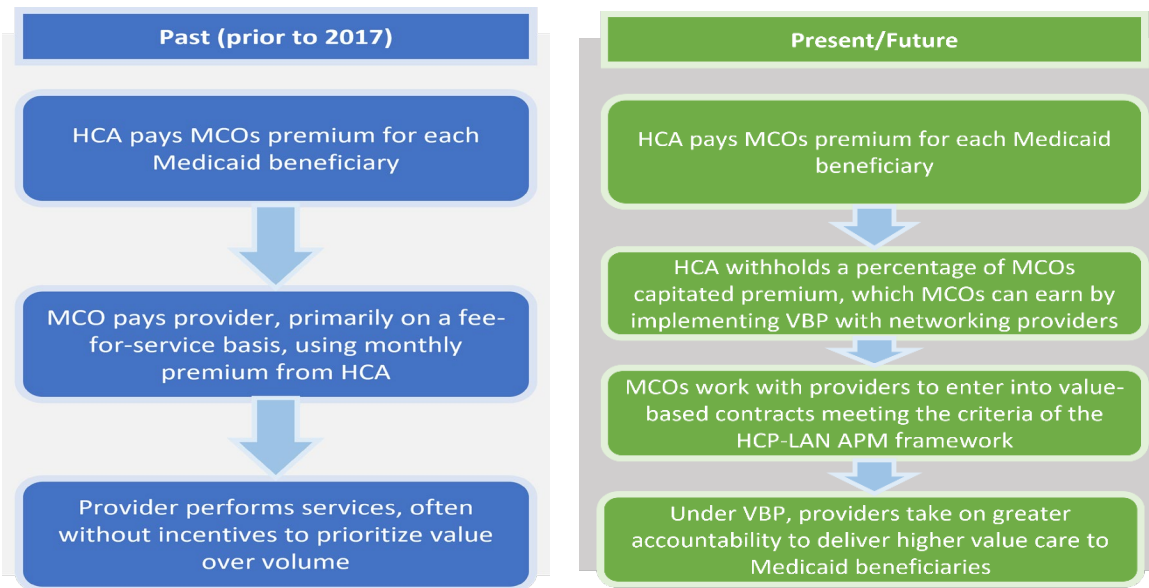 Past (prior to 2017)
HCA pays MCOs premium for each
Medicaid beneficiary
MCO pays provider, primarily on a fee-
for-service basis, using monthly
premium from HCA
Provider performs services, often
without incentives to prioritize value
over volume
Present/Future
HCA pays MCOs premium for each Medicaid
beneficiary
HCA withholds a percentage of MCOs
capitated premium, which MCOs can earn by
implementing VBP with networking providers
MCOs work with providers to enter into value-
based contracts meeting the criteria of the
HCP-LAN APM framework
Under VBP, providers take on greater
accountability to deliver higher value care to
Medicaid beneficiaries